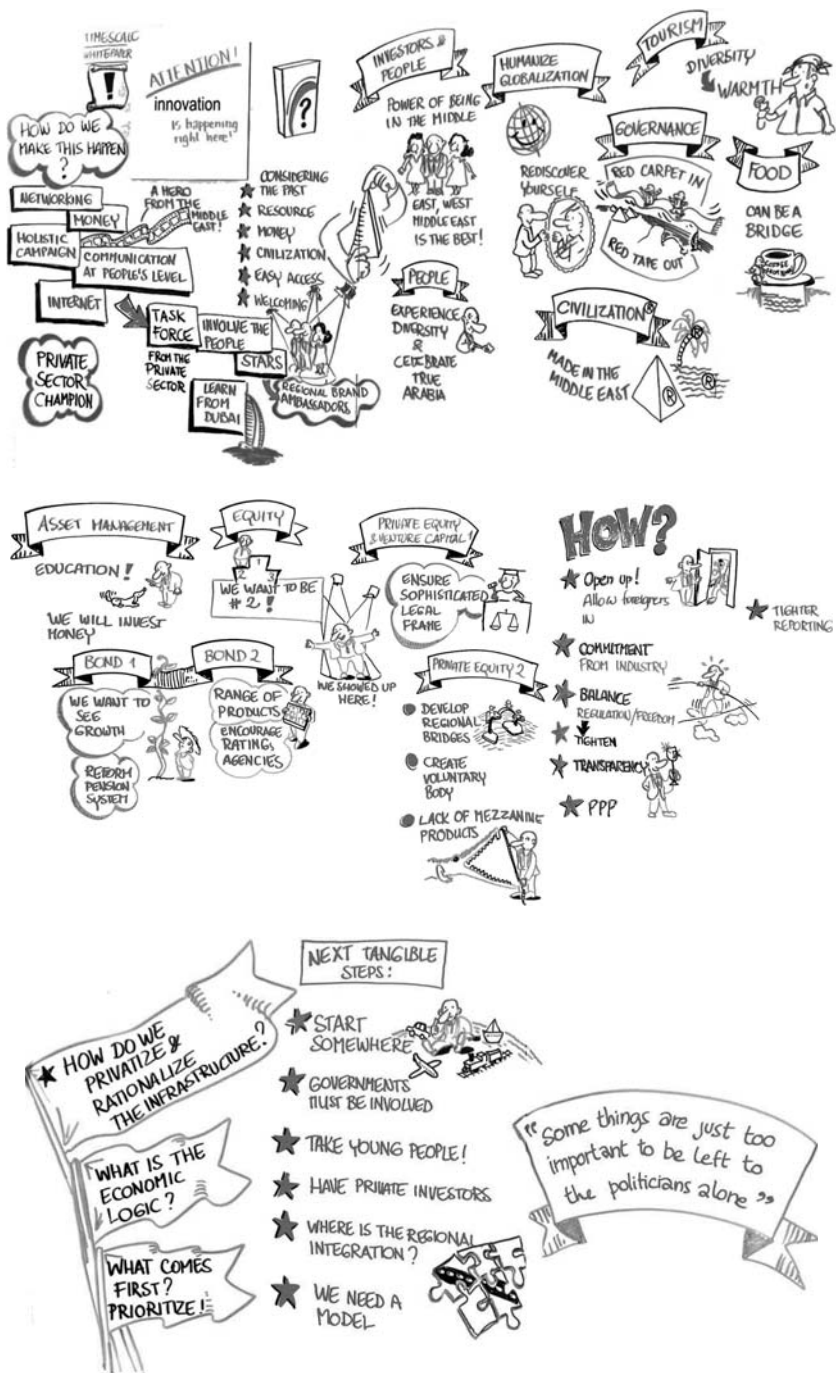 TIMESCALE
WHITEPAPER
!
ATTENTION!
innovation
is happening
right here!
?
HOW DO WE
MAKE THIS HAPPEN
?
NETWORKING
MONEY
A HERO
FROM THE
MIDDLE
EAST!
HOLISTIC
CAMPAIGN
COMMUNICATION
AT PEOPLE'S LEVEL
INTERNET
TASK
FORCE
FROM THE
PRIVATE
SECTOR
INVOLVE THE
PEOPLE
STARS
REGIONAL BRAND
AMBASSADORS
LEARN
FROM
DUBAI
PRIVATE
SECTOR
CHAMPION
CONSIDERING
THE PAST
RESOURCE
MONEY
CIVILIZATION
EASY ACCESS
WELCOMING
INVESTORS &
PEOPLE
POWER OF BEING
IN THE MIDDLE
EAST, WEST
MIDDLE EAST
IS THE BEST!
PEOPLE
EXPERIENCE
DIVERSITY
&
CELEBRATE
TRUE
ARABIA
HUMANIZE
GLOBALIZATION
REDISCOVER
YOURSELF
TOURISM
DIVERSITY
WARMTH
GOVERNANCE
RED CARPET IN
RED TAPE OUT
FOOD
CAN BE A
BRIDGE
CIVILIZATION®
MADE IN THE
MIDDLE EAST
®
®
ASSET MANAGEMENT
EDUCATION!
WE WILL INVEST
MONEY
EQUITY
2 1 3
WE WANT TO BE
#2!
WE SHOWED UP
HERE!
BOND 1
WE WANT TO
SEE
GROWTH
REFORM
PENSION
SYSTEM
BOND 2
RANGE OF
PRODUCTS
ENCOURAGE
RATINGS
AGENCIES
PRIVATE EQUITY
& VENTURE CAPITAL 1
ENSURE
SOPHISTICATED
LEGAL
FRAME
PRIVATE EQUITY 2
DEVELOP
REGIONAL
BRIDGES
CREATE
VOLUNTARY
BODY
LACK OF MEZZANINE
PRODUCTS
HOW?
Open up!
Allow foreigners
IN
COMMITMENT
FROM INDUSTRY
BALANCE
REGULATION/FREEDOM
TIGHTEN
TRANSPARENCY
PPP
TIGHTER
REPORTING
HOW DO WE
PRIVATIZE &
RATIONALIZE
THE INFRASTRUCTURE?
WHAT IS THE
ECONOMIC
LOGIC?
WHAT COMES
FIRST?
PRIORITIZE!
NEXT TANGIBLE
STEPS:
START
SOMEWHERE
GOVERNMENTS
MUST BE INVOLVED
TAKE YOUNG PEOPLE!
HAVE PRIVATE INVESTORS
WHERE IS THE REGIONAL
INTEGRATION?
WE NEED A
MODEL
"Some things are just too
important to be left to
the politicians alone"